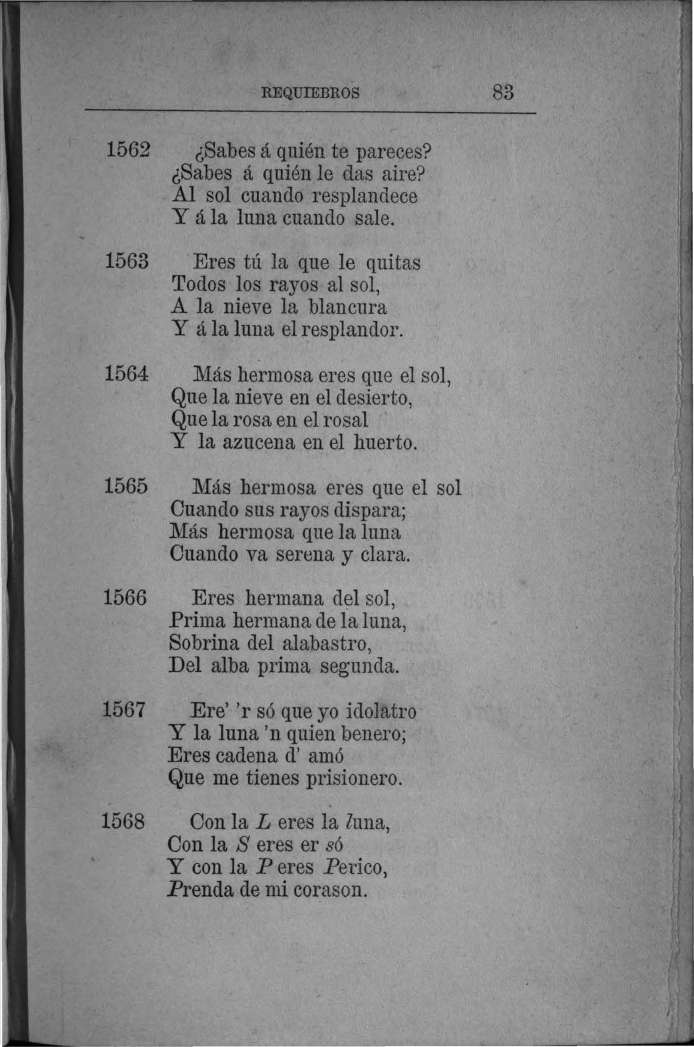 REQUIEBROS 83
1562 ¿Sabes á quién te pareces?
¿Sabes á quién le das aire?
Al sol cuando resplandece
Y á la luna cuando sale.
1563 Eres tú la que le quitas
Todos los rayos al sol,
A la nieve la blancura
Y á la luna el resplandor.
1564 Más hermosa eres que el sol,
Que la nieve en el desierto,
Que la rosa en el rosal
Y la azucena en el huerto.
1565 Más hermosa eres que el sol
Cuando sus rayos dispara;
Más hermosa que la luna
Cuando va serena y clara.
1566 Eres hermana del sol,
Prima hermana de la luna,
Sobrina del alabastro,
Del alba prima segunda.
1567 Ere' 'r só que yo idolatro
Y la luna 'n quien benero;
Eres cadena d' amó
Que me tienes prisionero.
1568 Con la L eres la luna,
Con la S eres er só
Y con la P eres Perico,
Prenda de mi corason.